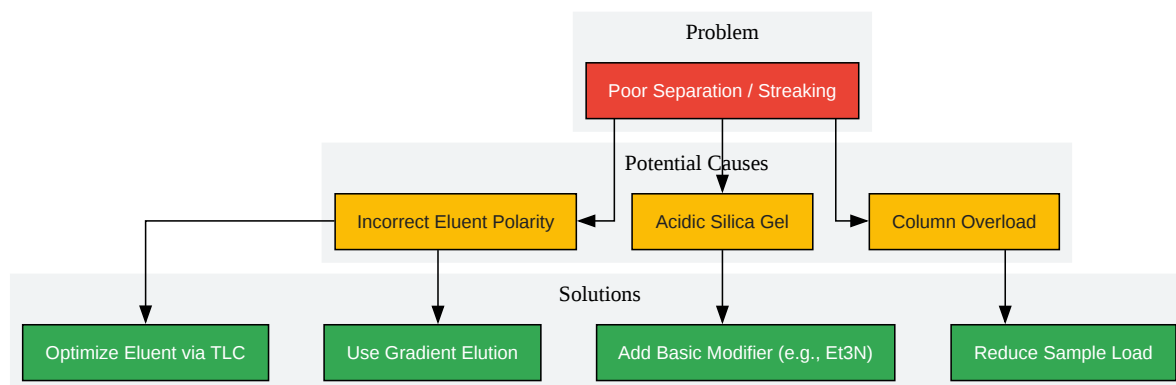 Problem
Poor Separation / Streaking
Potential Causes
Incorrect Eluent Polarity
Acidic Silica Gel
Column Overload
Solutions
Optimize Eluent via TLC
Use Gradient Elution
Add Basic Modifier (e.g., Et3N)
Reduce Sample Load